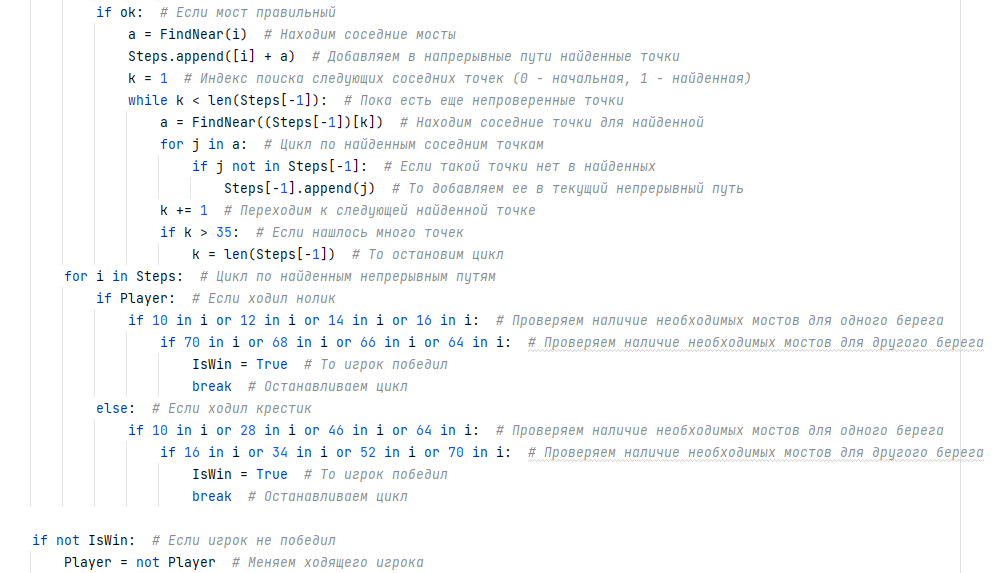 if ok:  # Если мост правильный
a = FindNear(i)  # Находим соседние мосты
Steps.append([i] + a)  # Добавляем в напрерывные пути найденные точки
k = 1  # Индекс поиска следующих соседних точек (0 - начальная, 1 - найденная)
while k < len(Steps[-1]):  # Пока есть еще непроверенные точки
a = FindNear((Steps[-1])[k])  # Находим соседние точки для найденной
for j in a:  # Цикл по найденным соседним точкам
if j not in Steps[-1]:  # Если такой точки нет в найденных
Steps[-1].append(j)  # То добавляем ее в текущий непрерывный путь
k += 1  # Переходим к следующей найденной точке
if k > 35:  # Если нашлось много точек
k = len(Steps[-1])  # То остановим цикл
for i in Steps:  # Цикл по найденным непрерывным путям
if Player:  # Если ходил нолик
if 10 in i or 12 in i or 14 in i or 16 in i:  # Проверяем наличие необходимых мостов для одного берега
if 70 in i or 68 in i or 66 in i or 64 in i:  # Проверяем наличие необходимых мостов для другого берега
IsWin = True  # То игрок победил
break  # Останавливаем цикл
else:  # Если ходил крестик
if 10 in i or 28 in i or 46 in i or 64 in i:  # Проверяем наличие необходимых мостов для одного берега
if 16 in i or 34 in i or 52 in i or 70 in i:  # Проверяем наличие необходимых мостов для другого берега
IsWin = True  # То игрок победил
break  # Останавливаем цикл
if not IsWin:  # Если игрок не победил
Player = not Player  # Меняем ходящего игрока